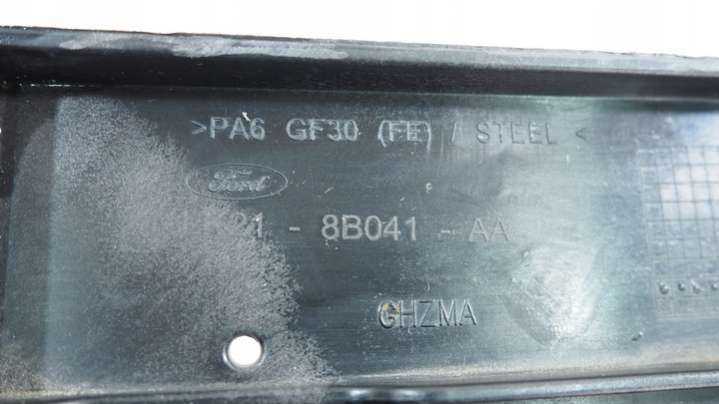 >PA6 GF30 (FE) / STEEL<
Ford
- 8B041 - AA
GHZMA